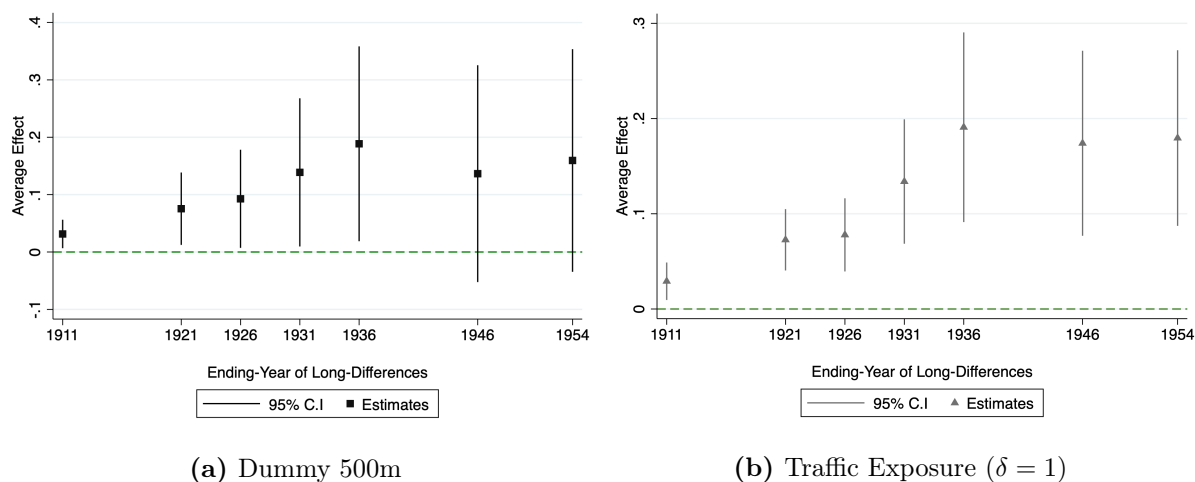 Average Effect
.4
.3
.2
.1
0
-.1
1911 1921 1926 1931 1936 1946 1954
Ending-Year of Long-Differences
95% C.I Estimates
(a) Dummy 500m
Average Effect
.3
.2
.1
0
1911 1921 1926 1931 1936 1946 1954
Ending-Year of Long-Differences
95% C.I Estimates
(b) Traffic Exposure (δ = 1)